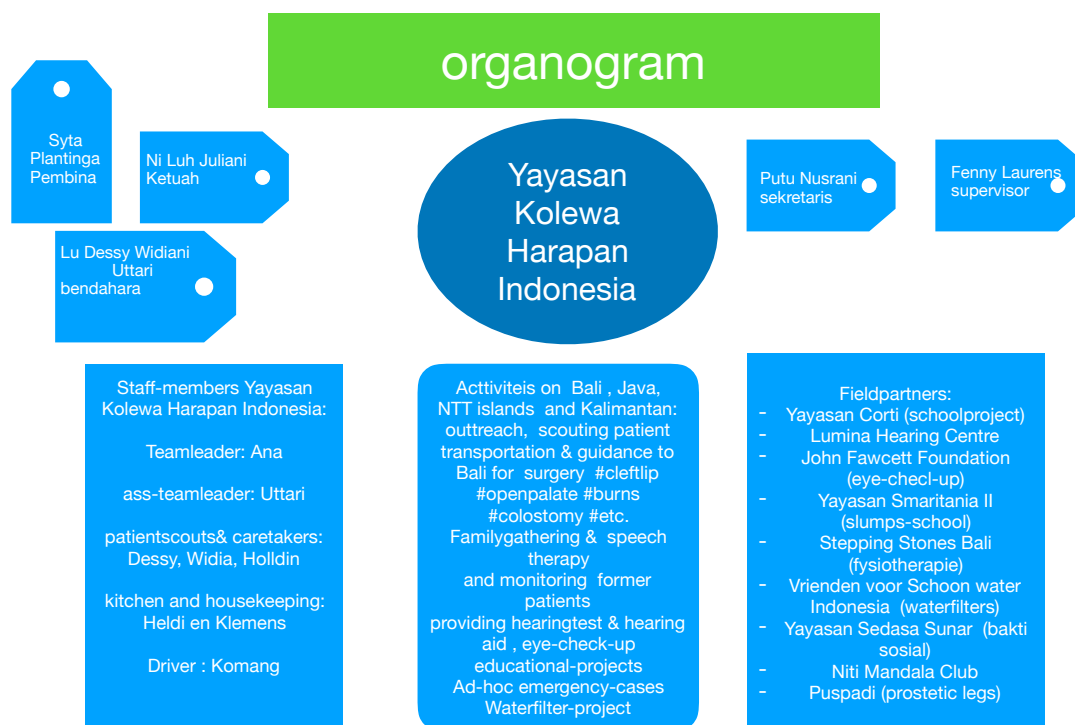 organogram
Syta
Plantinga
Pembina
Ni Luh Juliani
Ketuah
Lu Dessy Widiani
Uttari
bendahara
Yayasan
Kolewa
Harapan
Indonesia
Putu Nusrani
sekretaris
Fenny Laurens
supervisor
Staff-members Yayasan
Kolewa Harapan Indonesia:
Teamleader: Ana
ass-teamleader: Uttari
patientscouts& caretakers:
Dessy, Widia, Holldin
kitchen and housekeeping:
Heldi en Klemens
Driver : Komang
Acttiviteis on Bali , Java,
NTT islands and Kalimantan:
outtreach, scouting patient
transportation & guidance to
Bali for surgery #cleftlip
#openpalate #burns
#colostomy #etc.
Familygathering & speech
therapy
and monitoring former
patients
providing hearingtest & hearing
aid , eye-check-up
educational-projects
Ad-hoc emergency-cases
Waterfilter-project
Fieldpartners:
- Yayasan Corti (schoolproject)
- Lumina Hearing Centre
- John Fawcett Foundation
(eye-checl-up)
- Yayasan Smaritania II
(slumps-school)
- Stepping Stones Bali
(fysiotherapie)
- Vrienden voor Schoon water
Indonesia (waterfilters)
- Yayasan Sedasa Sunar (bakti
sosial)
- Niti Mandala Club
- Puspadi (prostetic legs)